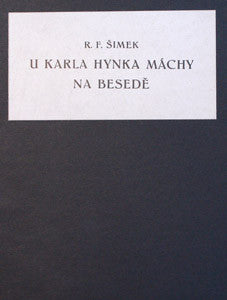 R. F. ŠIMEK
U KARLA HYNKA MÁCHY
NA BESEDĚ